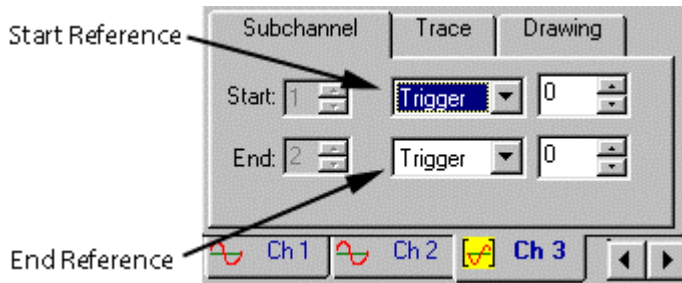 Start Reference
Subchannel Trace Drawing
Start: 1 Trigger 0
End: 2 Trigger 0
End Reference
Ch 1 Ch 2 Ch 3